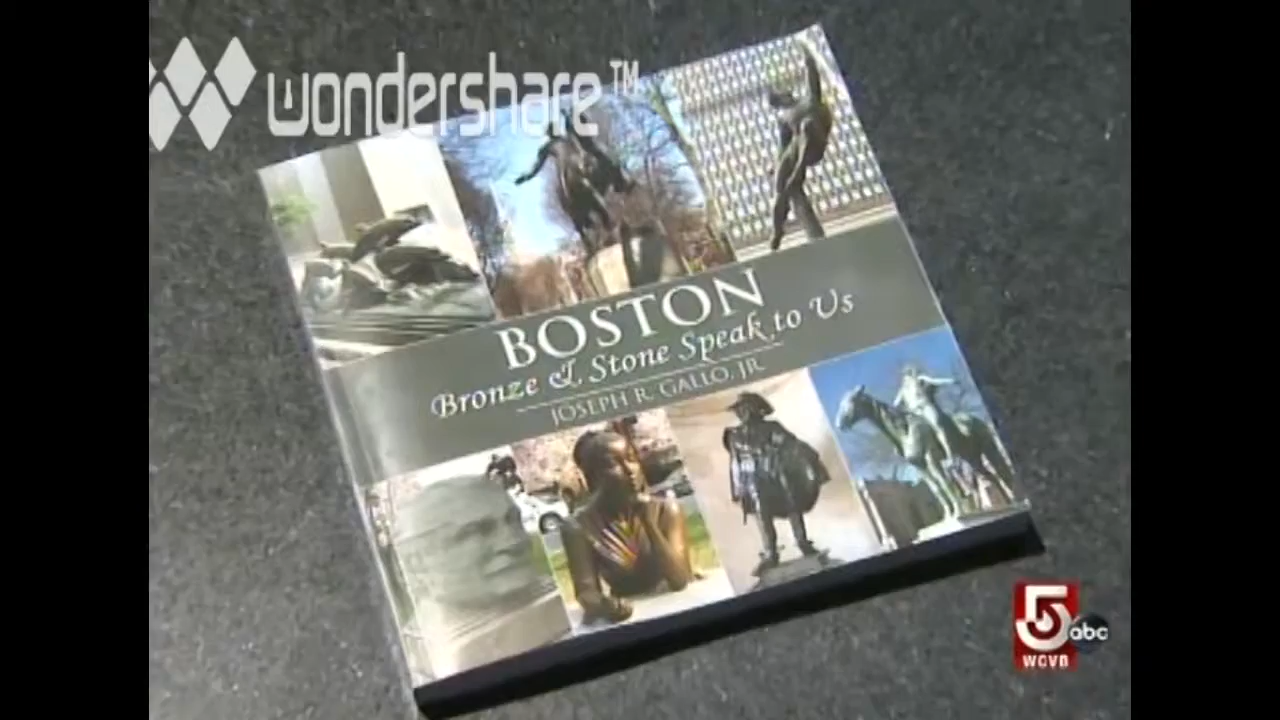 wondershare™
BOSTON
Bronze & Stone Speak to Us
JOSEPH R. GALLO, JR
5
abc
WCVB